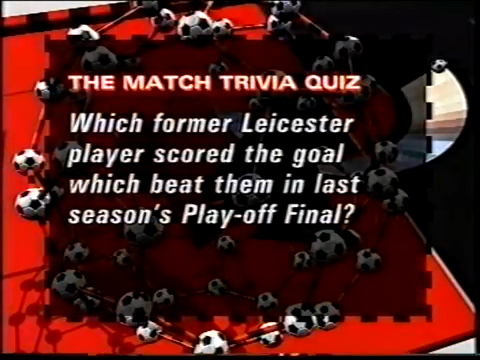 THE MATCH TRIVIA QUIZ
Which former Leicester
player scored the goal
which beat them in last
season's Play-off Final?